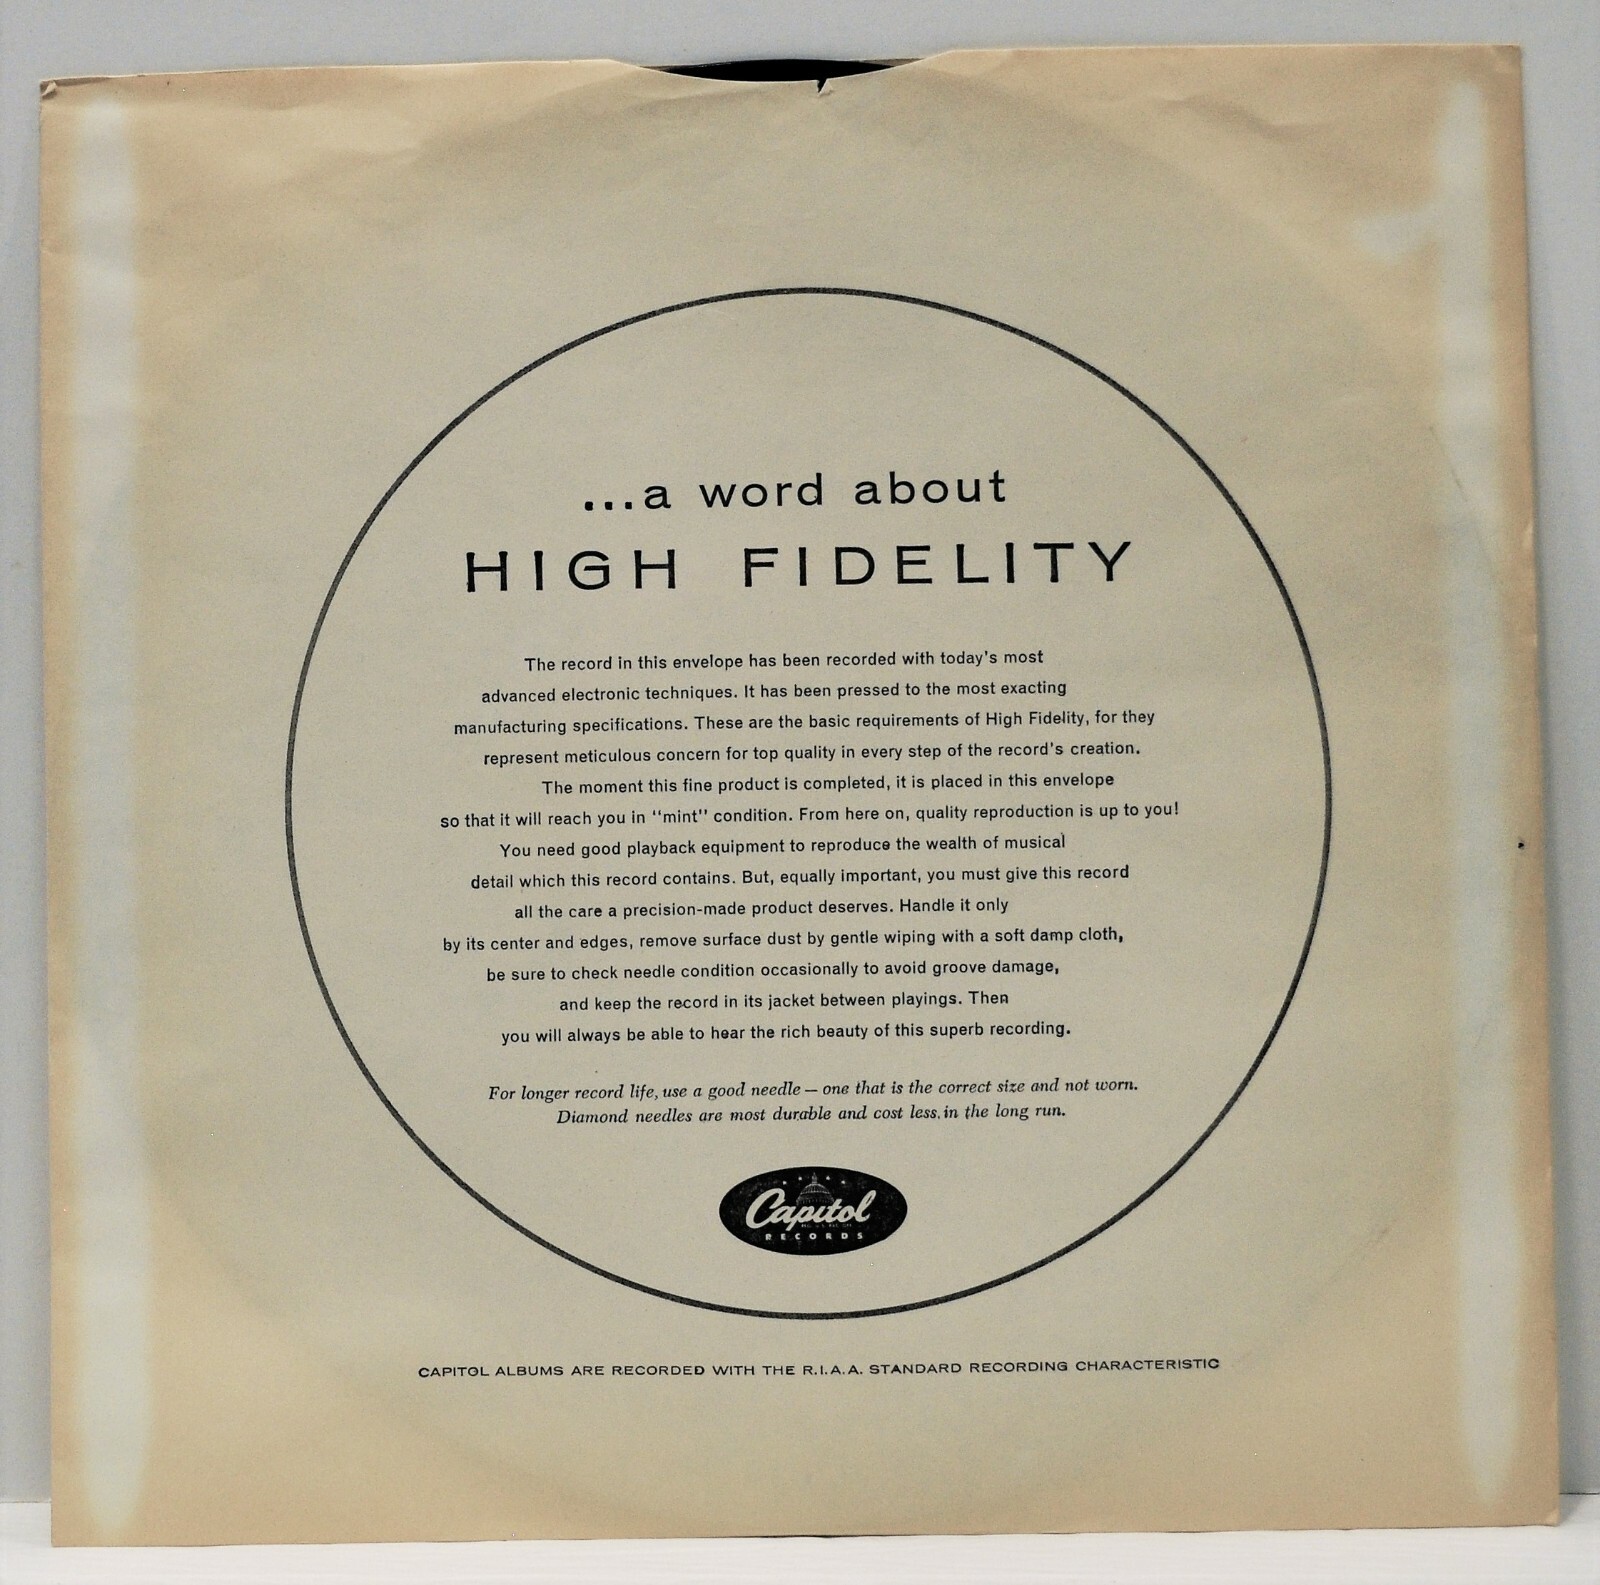 ...a word about
HIGH FIDELITY
The record in this envelope has been recorded with today's most
advanced electronic techniques. It has been pressed to the most exacting
manufacturing specifications. These are the basic requirements of High Fidelity, for they
represent meticulous concern for top quality in every step of the record's creation.
The moment this fine product is completed, it is placed in this envelope
so that it will reach you in "mint" condition. From here on, quality reproduction is up to you!
You need good playback equipment to reproduce the wealth of musical
detail which this record contains. But, equally important, you must give this record
all the care a precision-made product deserves. Handle it only
by its center and edges, remove surface dust by gentle wiping with a soft damp cloth,
be sure to check needle condition occasionally to avoid groove damage,
and keep the record in its jacket between playings. Then
you will always be able to hear the rich beauty of this superb recording.
For longer record life, use a good needle — one that is the correct size and not worn.
Diamond needles are most durable and cost less in the long run.
Capitol
RECORDS
CAPITOL ALBUMS ARE RECORDED WITH THE R.I.A.A. STANDARD RECORDING CHARACTERISTIC